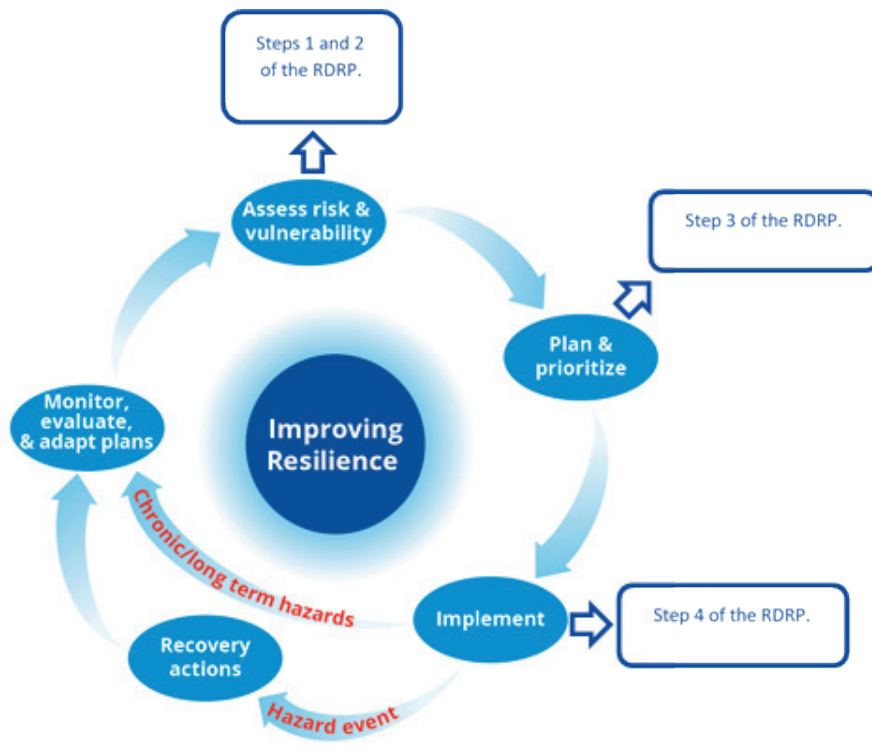 Steps 1 and 2
of the RDRP.
Assess risk &
vulnerability
Step 3 of the RDRP.
Plan &
prioritize
Monitor,
evaluate,
& adapt plans
Improving
Resilience
Chronic/long term hazards
Implement
Step 4 of the RDRP.
Recovery
actions
Hazard event